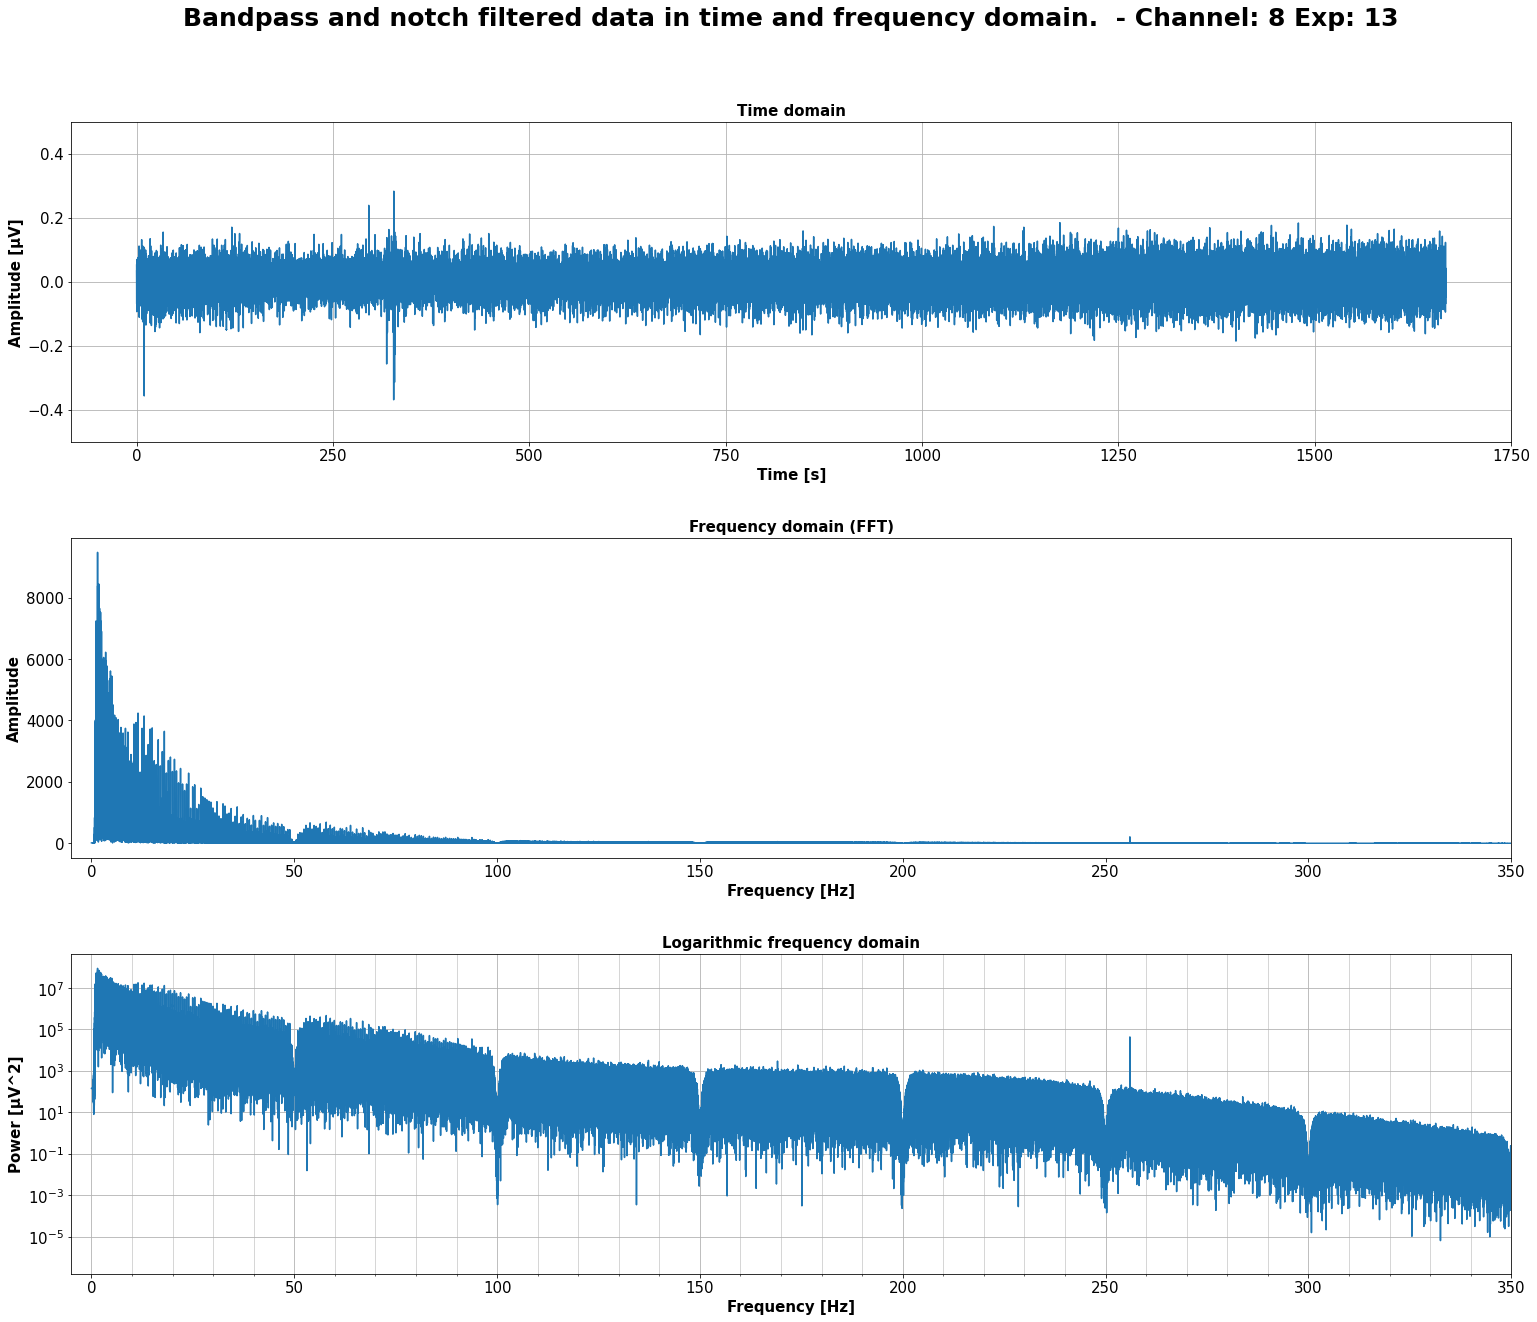 Bandpass and notch filtered data in time and frequency domain.  - Channel: 8 Exp: 13
Time domain
0.4
0.2
0.0
−0.2
−0.4
Amplitude [µV]
0 250 500 750 1000 1250 1500 1750
Time [s]
Frequency domain (FFT)
8000
6000
4000
2000
0
Amplitude
0 50 100 150 200 250 300 350
Frequency [Hz]
Logarithmic frequency domain
10^7
10^5
10^3
10^1
10^−1
10^−3
10^−5
Power [µV^2]
0 50 100 150 200 250 300 350
Frequency [Hz]